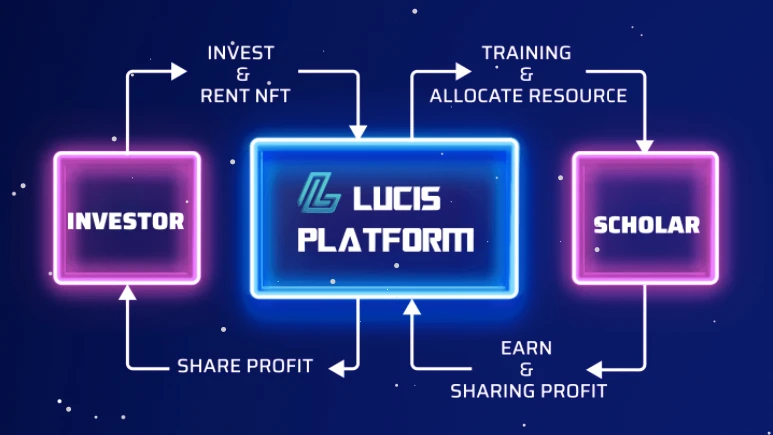 INVEST
&
RENT NFT
TRAINING
&
ALLOCATE RESOURCE
INVESTOR
LUCIS
PLATFORM
SCHOLAR
SHARE PROFIT
EARN
&
SHARING PROFIT